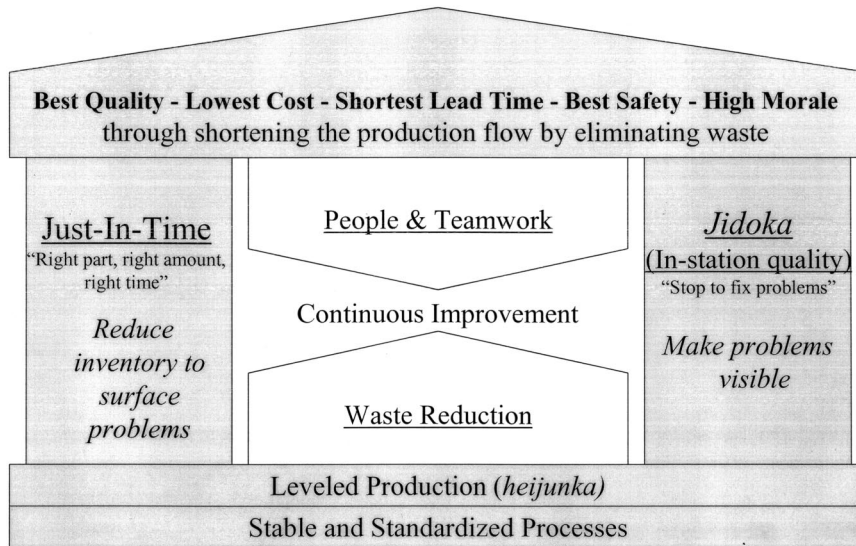 Best Quality - Lowest Cost - Shortest Lead Time - Best Safety - High Morale
through shortening the production flow by eliminating waste
Just-In-Time
“Right part, right amount,
right time”
Reduce
inventory to
surface
problems
People & Teamwork
Continuous Improvement
Waste Reduction
Jidoka
(In-station quality)
“Stop to fix problems”
Make problems
visible
Leveled Production (heijunka)
Stable and Standardized Processes